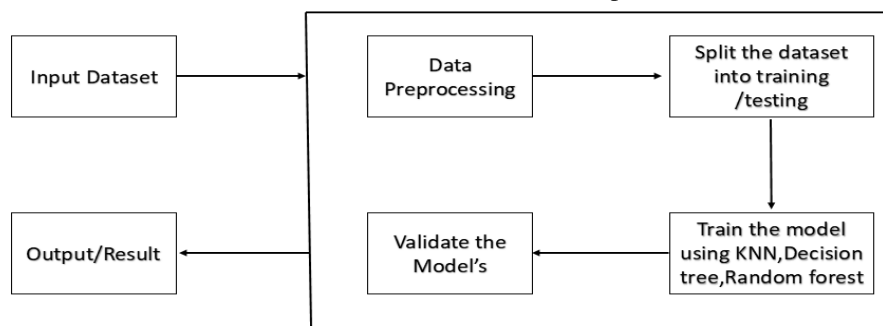 Input Dataset
Data
Preprocessing
Split the dataset
into training
/testing
Output/Result
Validate the
Model's
Train the model
using KNN,Decision
tree,Random forest